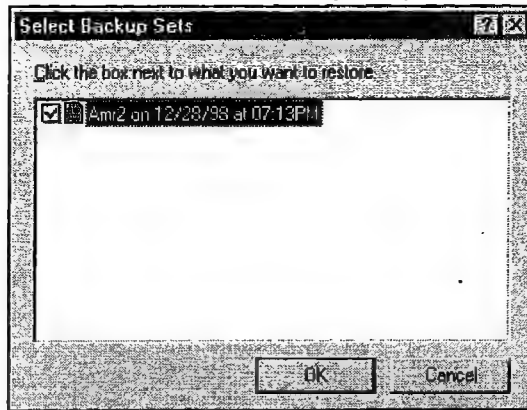 Select Backup Sets
Click the box next to what you want to restore.
Amr2 on 12/28/98 at 07:13PM
OK
Cancel